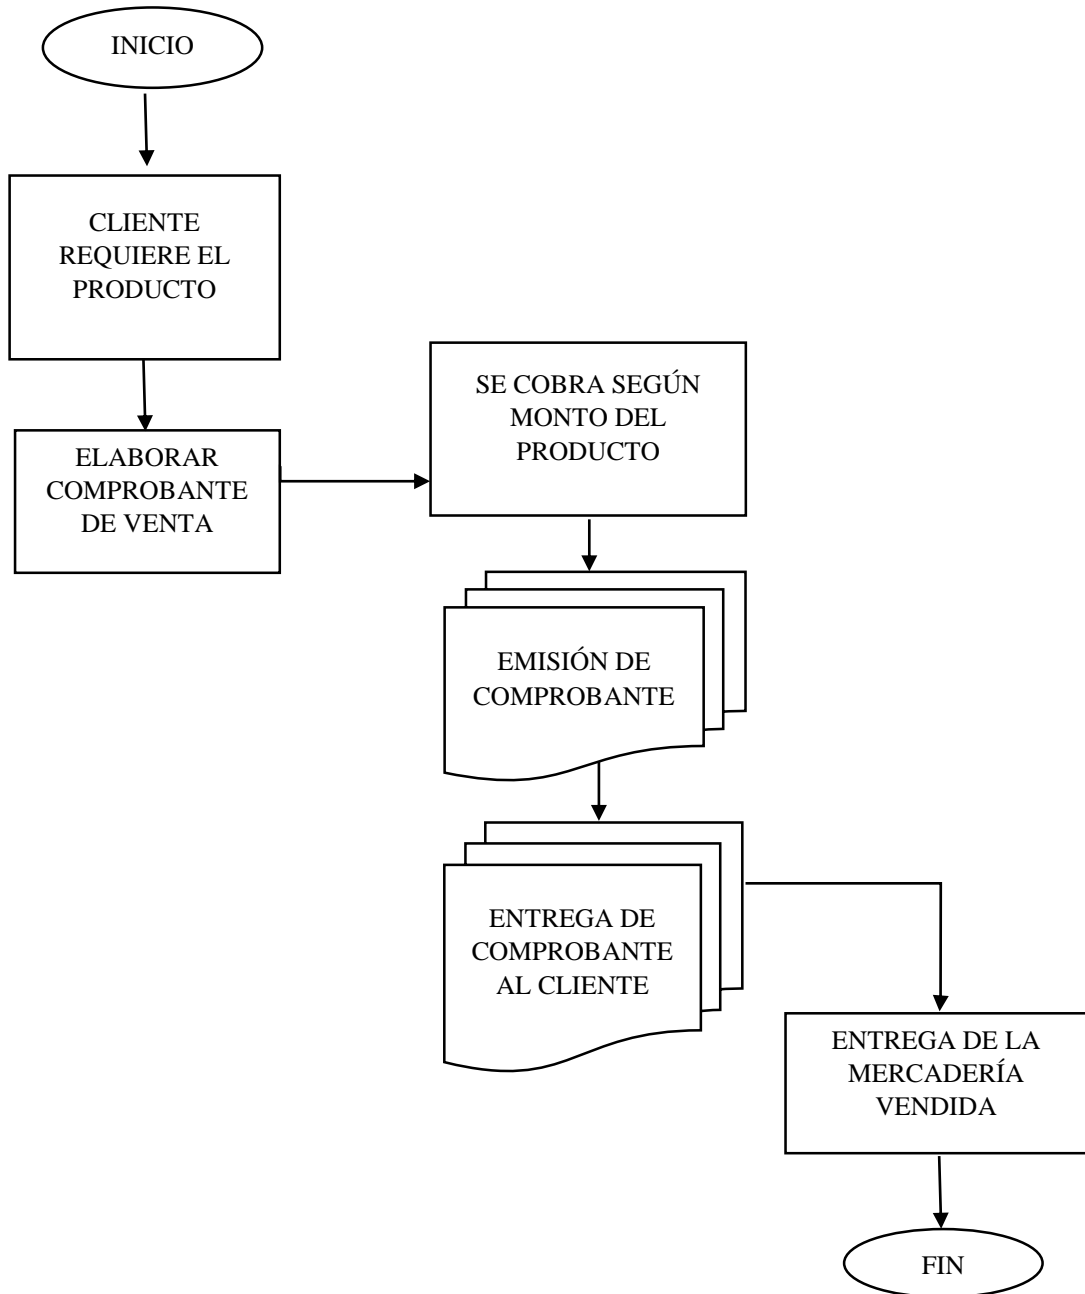 INICIO
CLIENTE
REQUIERE EL
PRODUCTO
ELABORAR
COMPROBANTE
DE VENTA
SE COBRA SEGÚN
MONTO DEL
PRODUCTO
EMISIÓN DE
COMPROBANTE
ENTREGA DE
COMPROBANTE
AL CLIENTE
ENTREGA DE LA
MERCADERÍA
VENDIDA
FIN